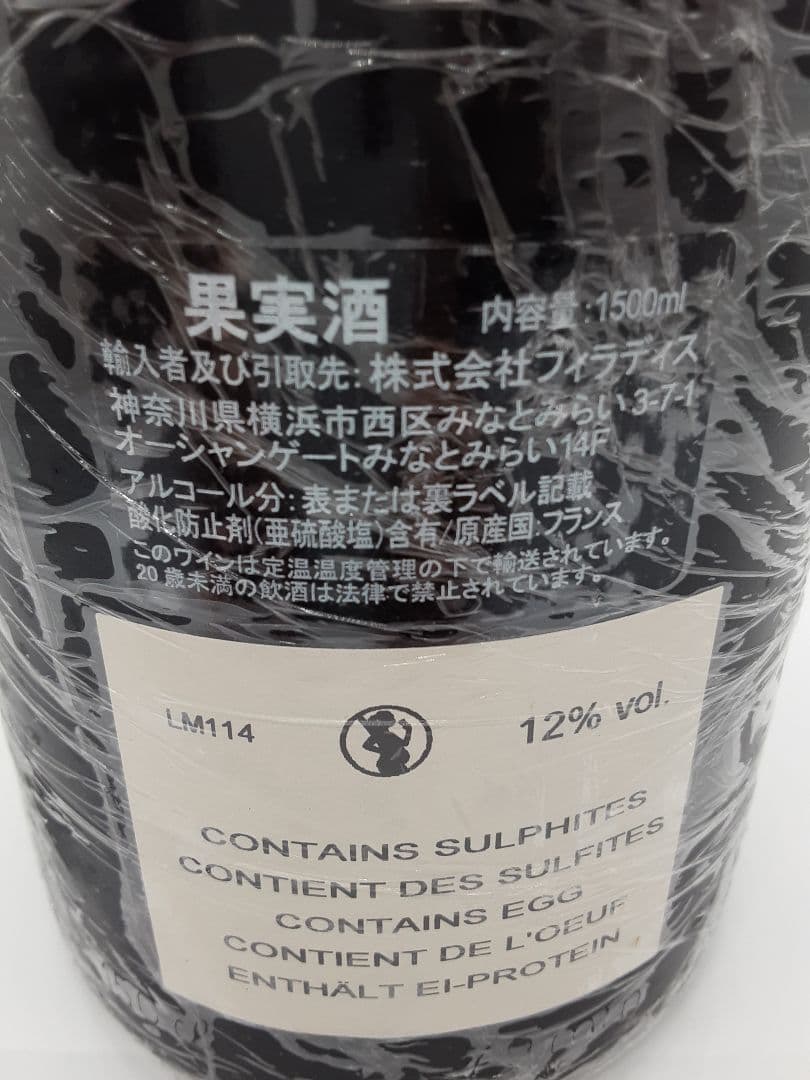 果実酒 内容量:1500ml
輸入者及び引取先:株式会社フィラディス
神奈川県横浜市西区みなとみらい3-7-1
オーシャンゲートみなとみらい14F
アルコール分:表または裏ラベル記載
酸化防止剤(亜硫酸塩)含有/原産国:フランス
このワインは定温温度管理の下で輸送されています。
20歳未満の飲酒は法律で禁止されています。
LM114 12% vol.
CONTAINS SULPHITES
CONTIENT DES SULFITES
CONTAINS EGG
CONTIENT DE L'OEUF
ENTHÄLT EI-PROTEIN